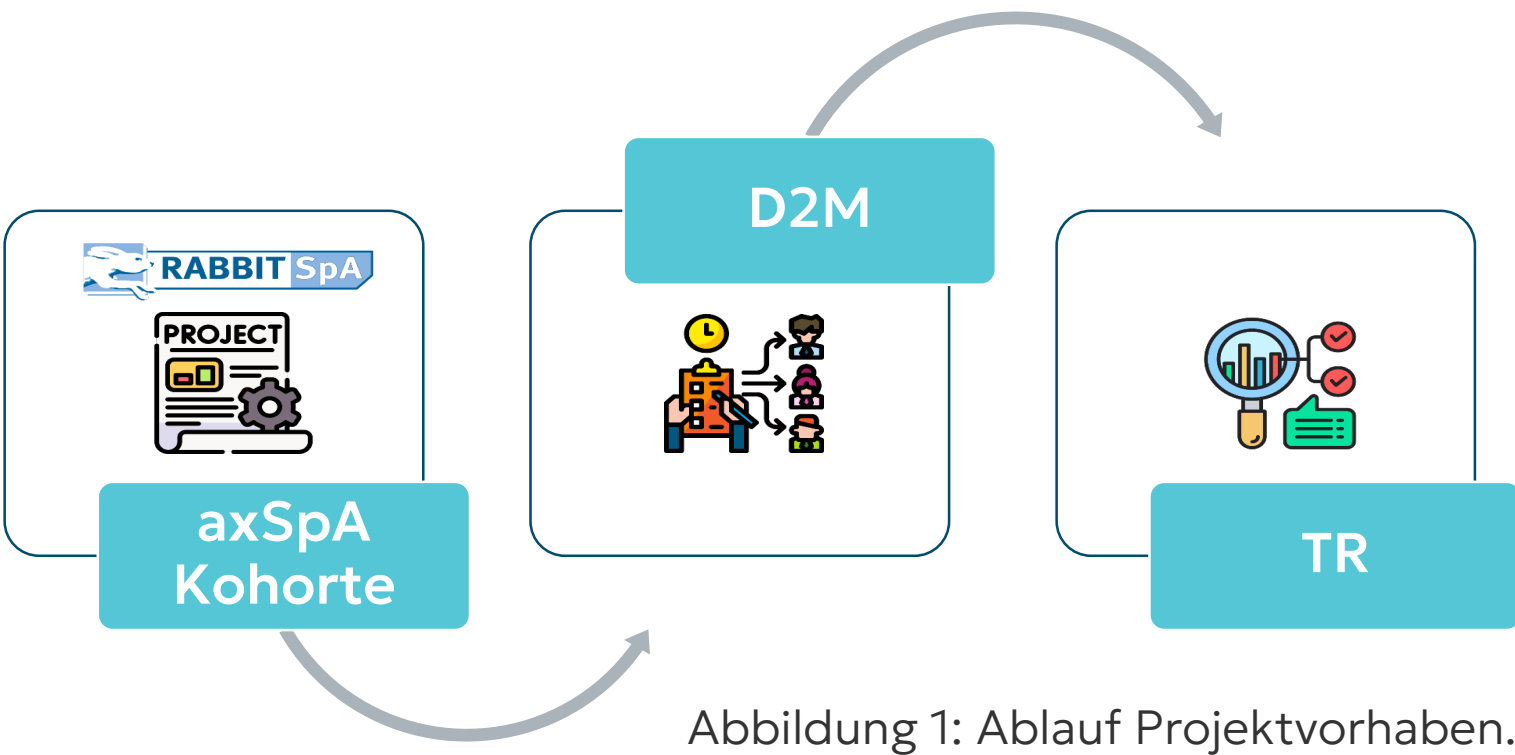 D2M
RABBIT SpA
PROJECT
axSpA
Kohorte
TR
Abbildung 1: Ablauf Projektvorhaben.